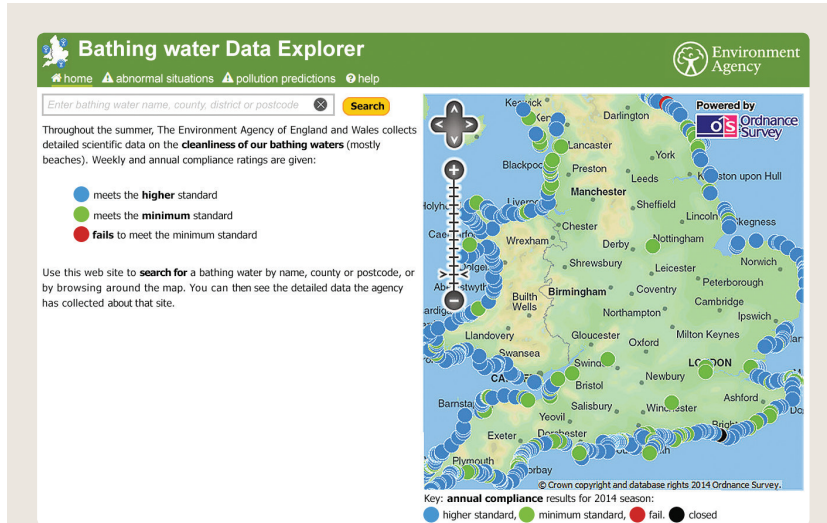 Bathing water Data Explorer
home abnormal situations pollution predictions help
Environment
Agency
Enter bathing water name, county, district or postcode
Search
Throughout the summer, The Environment Agency of England and Wales collects
detailed scientific data on the cleanliness of our bathing waters (mostly
beaches). Weekly and annual compliance ratings are given:
meets the higher standard
meets the minimum standard
fails to meet the minimum standard
Use this web site to search for a bathing water by name, county or postcode, or
by browsing around the map. You can then see the detailed data the agency
has collected about that site.
Powered by
OS Ordnance
Survey
Darlington
Lancaster
York
Preston
Leeds
Manchester
Sheffield
Chester
Lincoln
Wrexham
Derby
Nottingham
Shrewsbury
Leicester
Norwich
Peterborough
Birmingham
Coventry
Builth
Wells
Cambridge
Northampton
Ipswich
Llandovery
Gloucester
Milton Keynes
Oxford
Swansea
LONDON
Newbury
Bristol
Ashford
Salisbury
Winchester
Yeovil
Exeter
Dorchester
Plymouth
© Crown copyright and database rights 2014 Ordnance Survey.
Key: annual compliance results for 2014 season:
higher standard, minimum standard, fail. closed